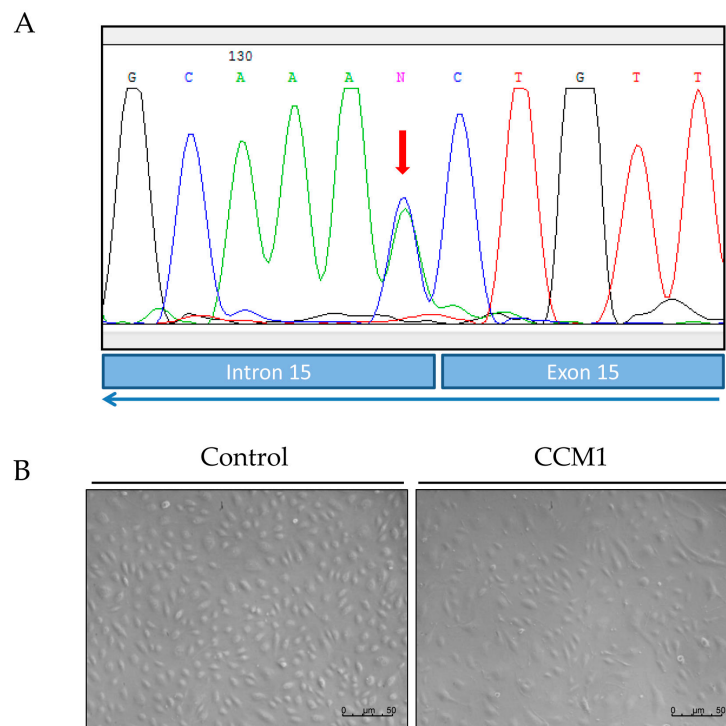 A
130
G C A A A N C T G T T
Intron 15 Exon 15
B
Control CCM1
0 µm 50 0 µm 50